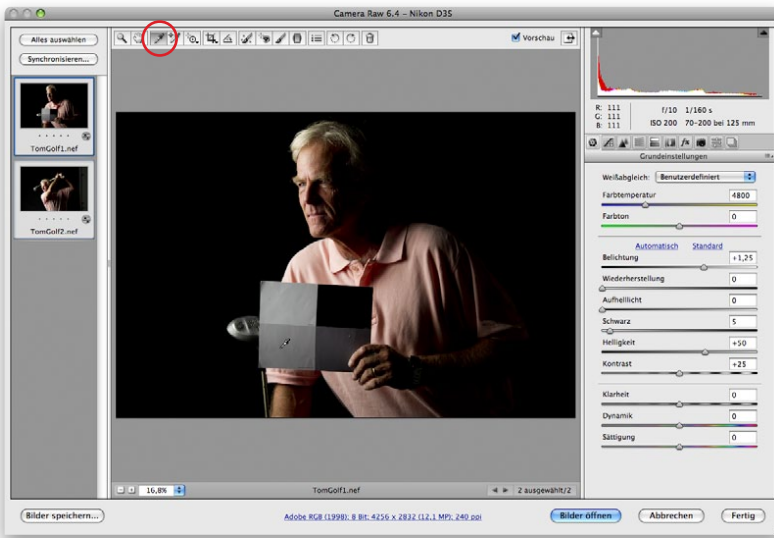 Camera Raw 6.4 – Nikon D3S
Alles auswählen
Synchronisieren...
Vorschau
TomGolf1.nef
TomGolf2.nef
R: 111
G: 111
B: 111
f/10 1/160 s
ISO 200 70–200 bei 125 mm
Grundeinstellungen
Weißabgleich: Benutzerdefiniert
Farbtemperatur 4800
Farbton 0
Automatisch Standard
Belichtung +1,25
Wiederherstellung 0
Aufhelllicht 0
Schwarz 5
Helligkeit +50
Kontrast +25
Klarheit 0
Dynamik 0
Sättigung 0
16,8% TomGolf1.nef 2 ausgewählt/2
Bilder speichern...
Adobe RGB (1998); 8 Bit; 4256 x 2832 (12,1 MP); 240 ppi
Bilder öffnen Abbrechen Fertig